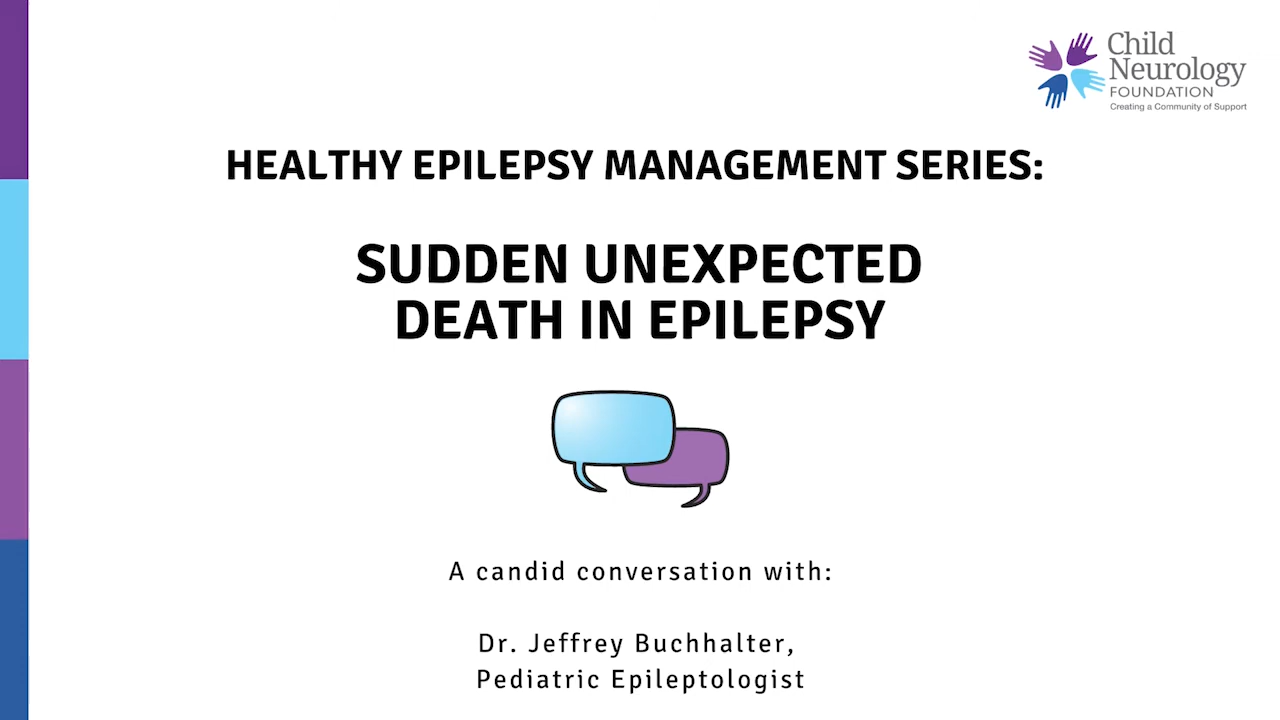 Child
Neurology
FOUNDATION
Creating a Community of Support
HEALTHY EPILEPSY MANAGEMENT SERIES:
SUDDEN UNEXPECTED
DEATH IN EPILEPSY
A candid conversation with:
Dr. Jeffrey Buchhalter,
Pediatric Epileptologist